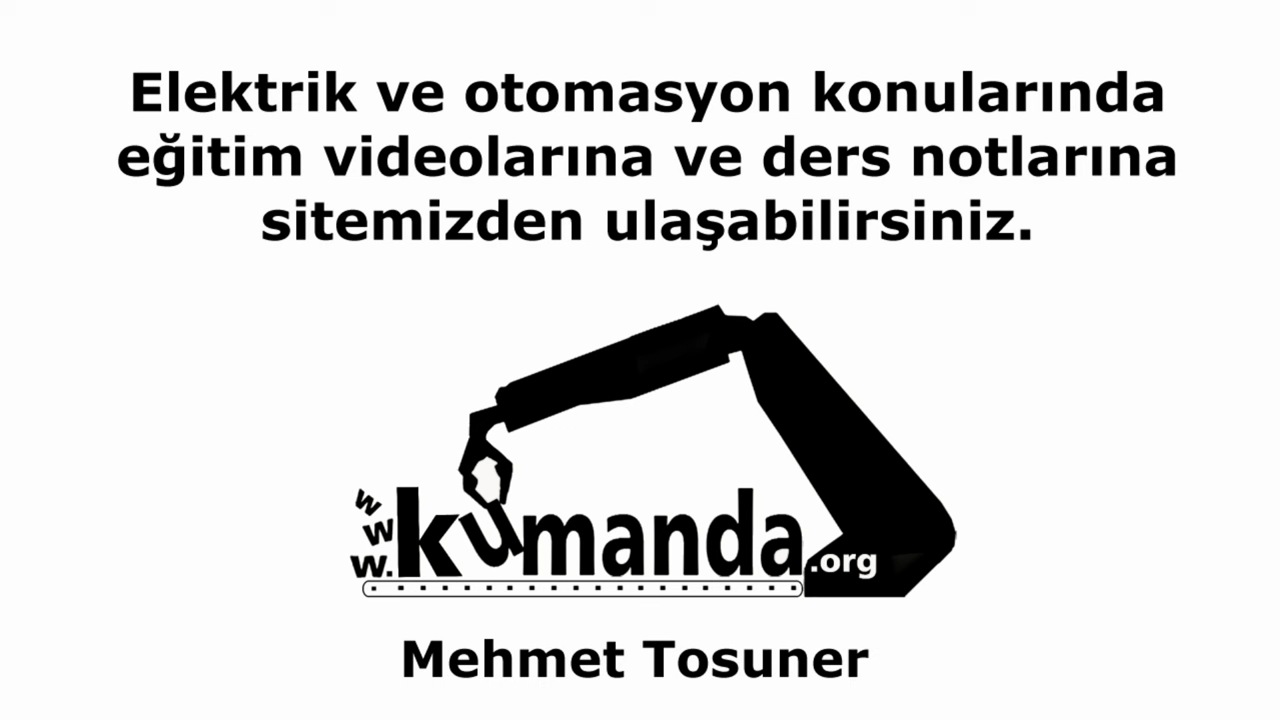 Elektrik ve otomasyon konularında
eğitim videolarına ve ders notlarına
sitemizden ulaşabilirsiniz.
www.kumanda.org
Mehmet Tosuner